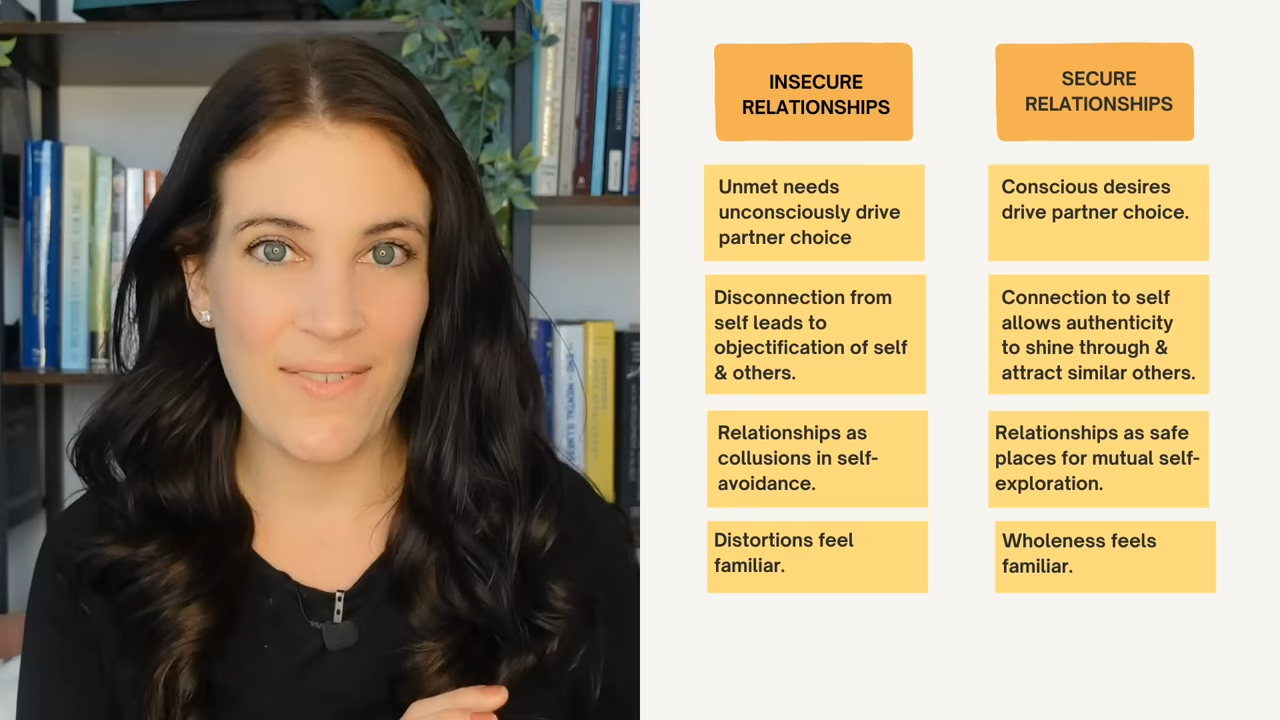 INSECURE
RELATIONSHIPS
Unmet needs
unconsciously drive
partner choice
Disconnection from
self leads to
objectification of self
& others.
Relationships as
collusions in self-
avoidance.
Distortions feel
familiar.
SECURE
RELATIONSHIPS
Conscious desires
drive partner choice.
Connection to self
allows authenticity
to shine through &
attract similar others.
Relationships as safe
places for mutual self-
exploration.
Wholeness feels
familiar.